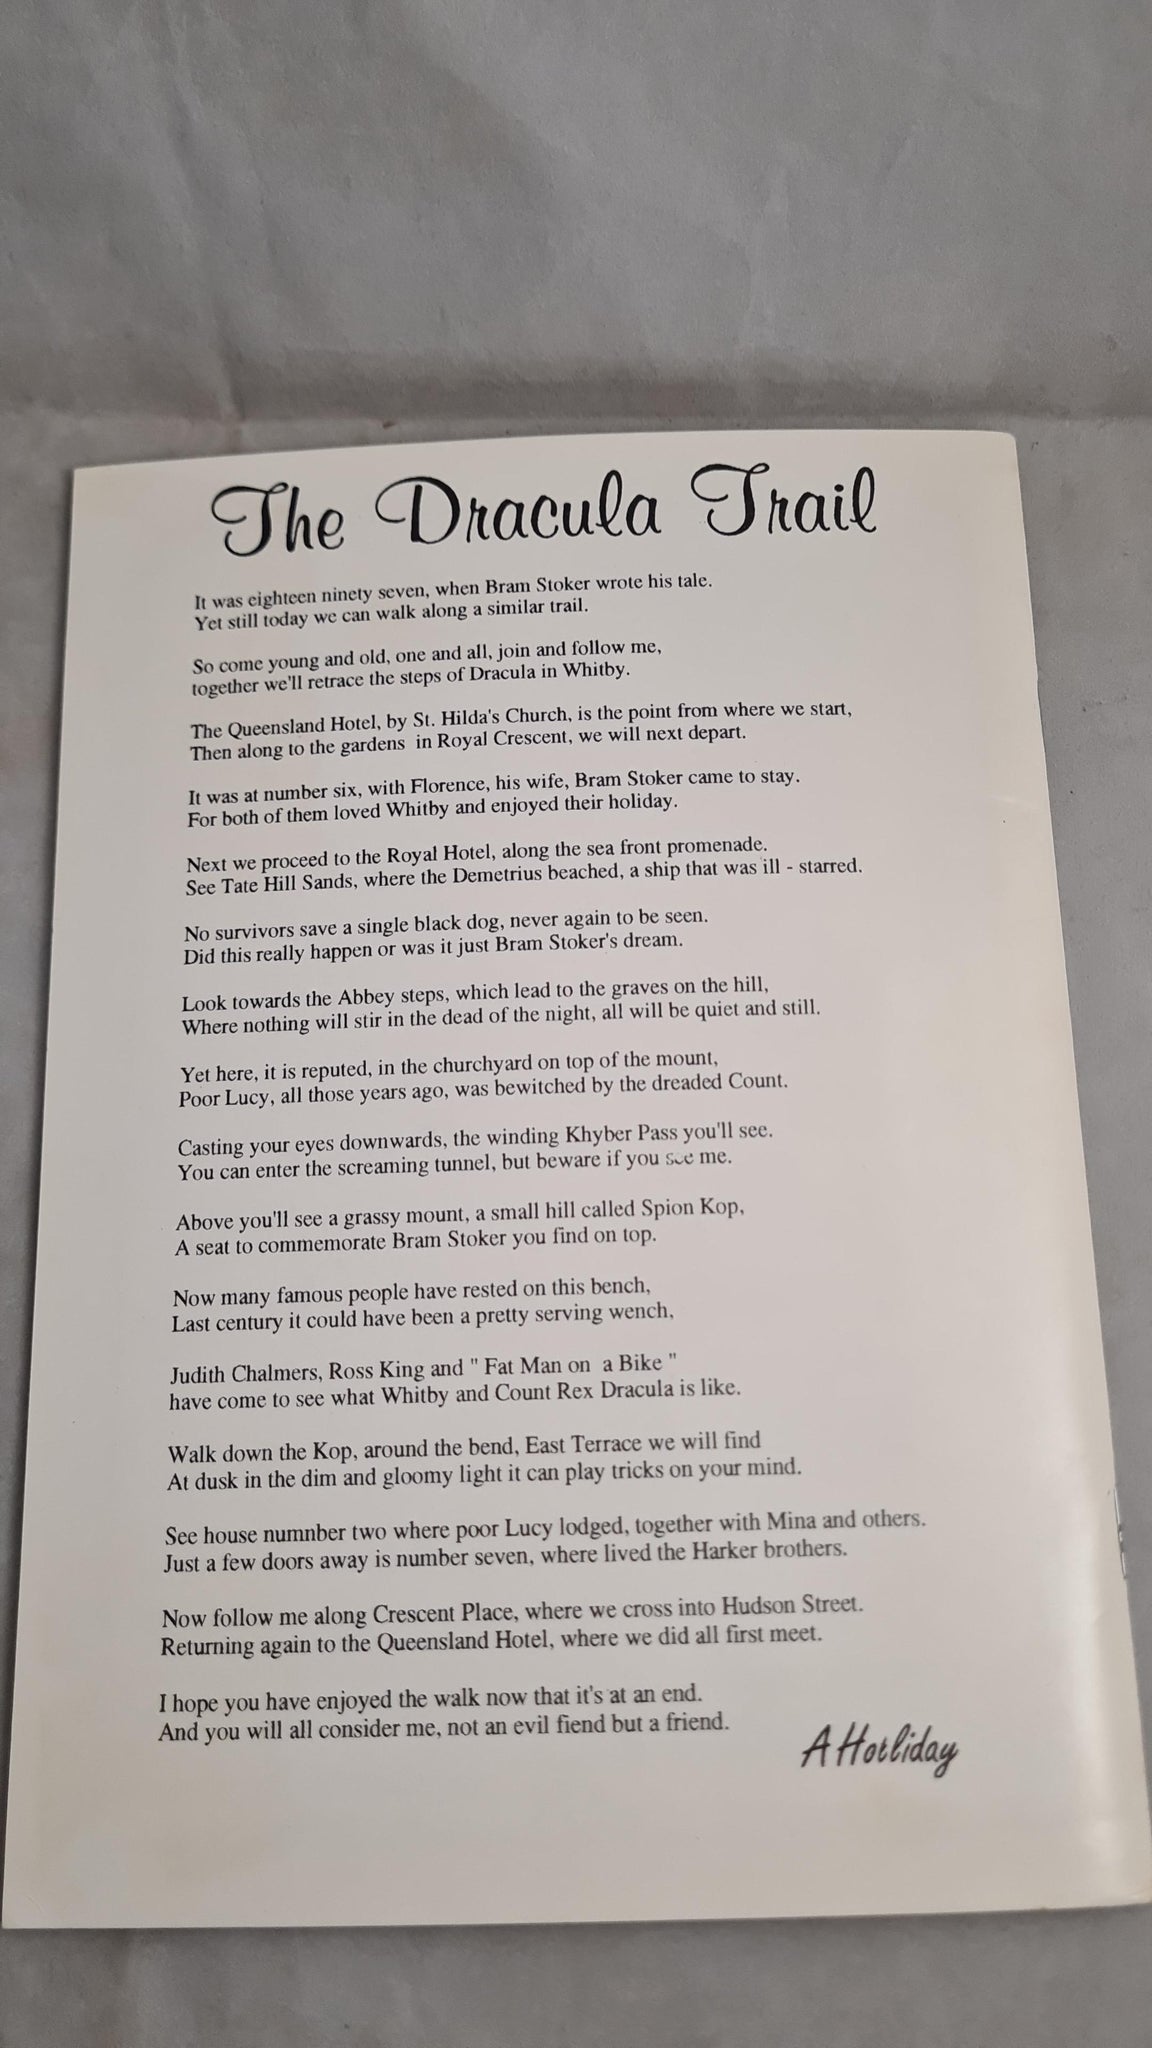 The Dracula Trail
It was eighteen ninety seven, when Bram Stoker wrote his tale.
Yet still today we can walk along a similar trail.
So come young and old, one and all, join and follow me,
together we'll retrace the steps of Dracula in Whitby.
The Queensland Hotel, by St. Hilda's Church, is the point from where we start,
Then along to the gardens in Royal Crescent, we will next depart.
It was at number six, with Florence, his wife, Bram Stoker came to stay.
For both of them loved Whitby and enjoyed their holiday.
Next we proceed to the Royal Hotel, along the sea front promenade.
See Tate Hill Sands, where the Demetrius beached, a ship that was ill - starred.
No survivors save a single black dog, never again to be seen.
Did this really happen or was it just Bram Stoker's dream.
Look towards the Abbey steps, which lead to the graves on the hill,
Where nothing will stir in the dead of the night, all will be quiet and still.
Yet here, it is reputed, in the churchyard on top of the mount,
Poor Lucy, all those years ago, was bewitched by the dreaded Count.
Casting your eyes downwards, the winding Khyber Pass you'll see.
You can enter the screaming tunnel, but beware if you see me.
Above you'll see a grassy mount, a small hill called Spion Kop,
A seat to commemorate Bram Stoker you find on top.
Now many famous people have rested on this bench,
Last century it could have been a pretty serving wench,
Judith Chalmers, Ross King and " Fat Man on a Bike "
have come to see what Whitby and Count Rex Dracula is like.
Walk down the Kop, around the bend, East Terrace we will find
At dusk in the dim and gloomy light it can play tricks on your mind.
See house numnber two where poor Lucy lodged, together with Mina and others.
Just a few doors away is number seven, where lived the Harker brothers.
Now follow me along Crescent Place, where we cross into Hudson Street.
Returning again to the Queensland Hotel, where we did all first meet.
I hope you have enjoyed the walk now that it's at an end.
And you will all consider me, not an evil fiend but a friend.
A Hotliday